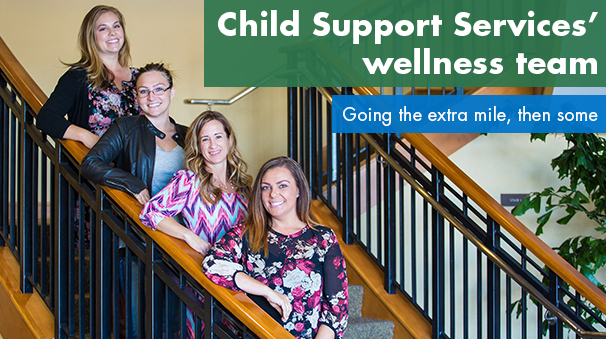 Child Support Services’
wellness team
Going the extra mile, then some